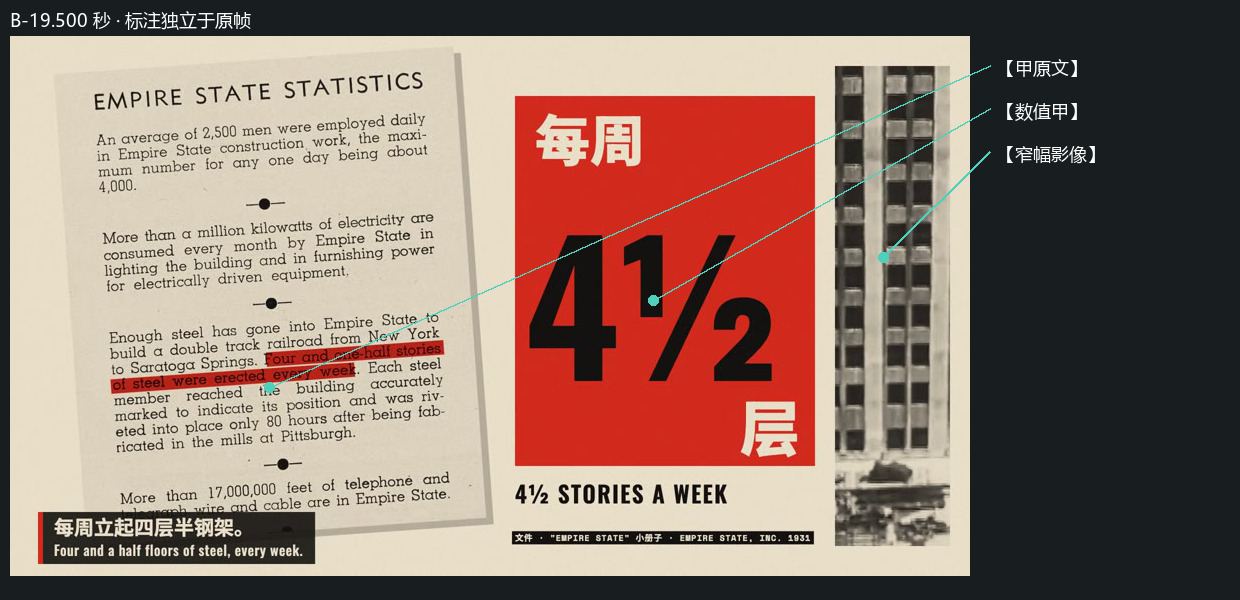 B-19.500 秒 · 标注独立于原帧
EMPIRE STATE STATISTICS
An average of 2,500 men were employed daily
in Empire State construction work, the maxi-
mum number for any one day being about
4,000.
More than a million kilowatts of electricity are
consumed every month by Empire State in
lighting the building and in furnishing power
for electrically driven equipment.
Enough steel has gone into Empire State to
build a double track railroad from New York
to Saratoga Springs. Four and one-half stories
of steel were erected every week. Each steel
member reached the building accurately
marked to indicate its position and was riv-
eted into place only 80 hours after being fab-
ricated in the mills at Pittsburgh.
More than 17,000,000 feet of telephone and
telegraph wire and cable are in Empire State.
每周立起四层半钢架。
Four and a half floors of steel, every week.
每周
4½
层
4½ STORIES A WEEK
文件 · "EMPIRE STATE" 小册子 · EMPIRE STATE, INC. 1931
【甲原文】
【数值甲】
【窄幅影像】